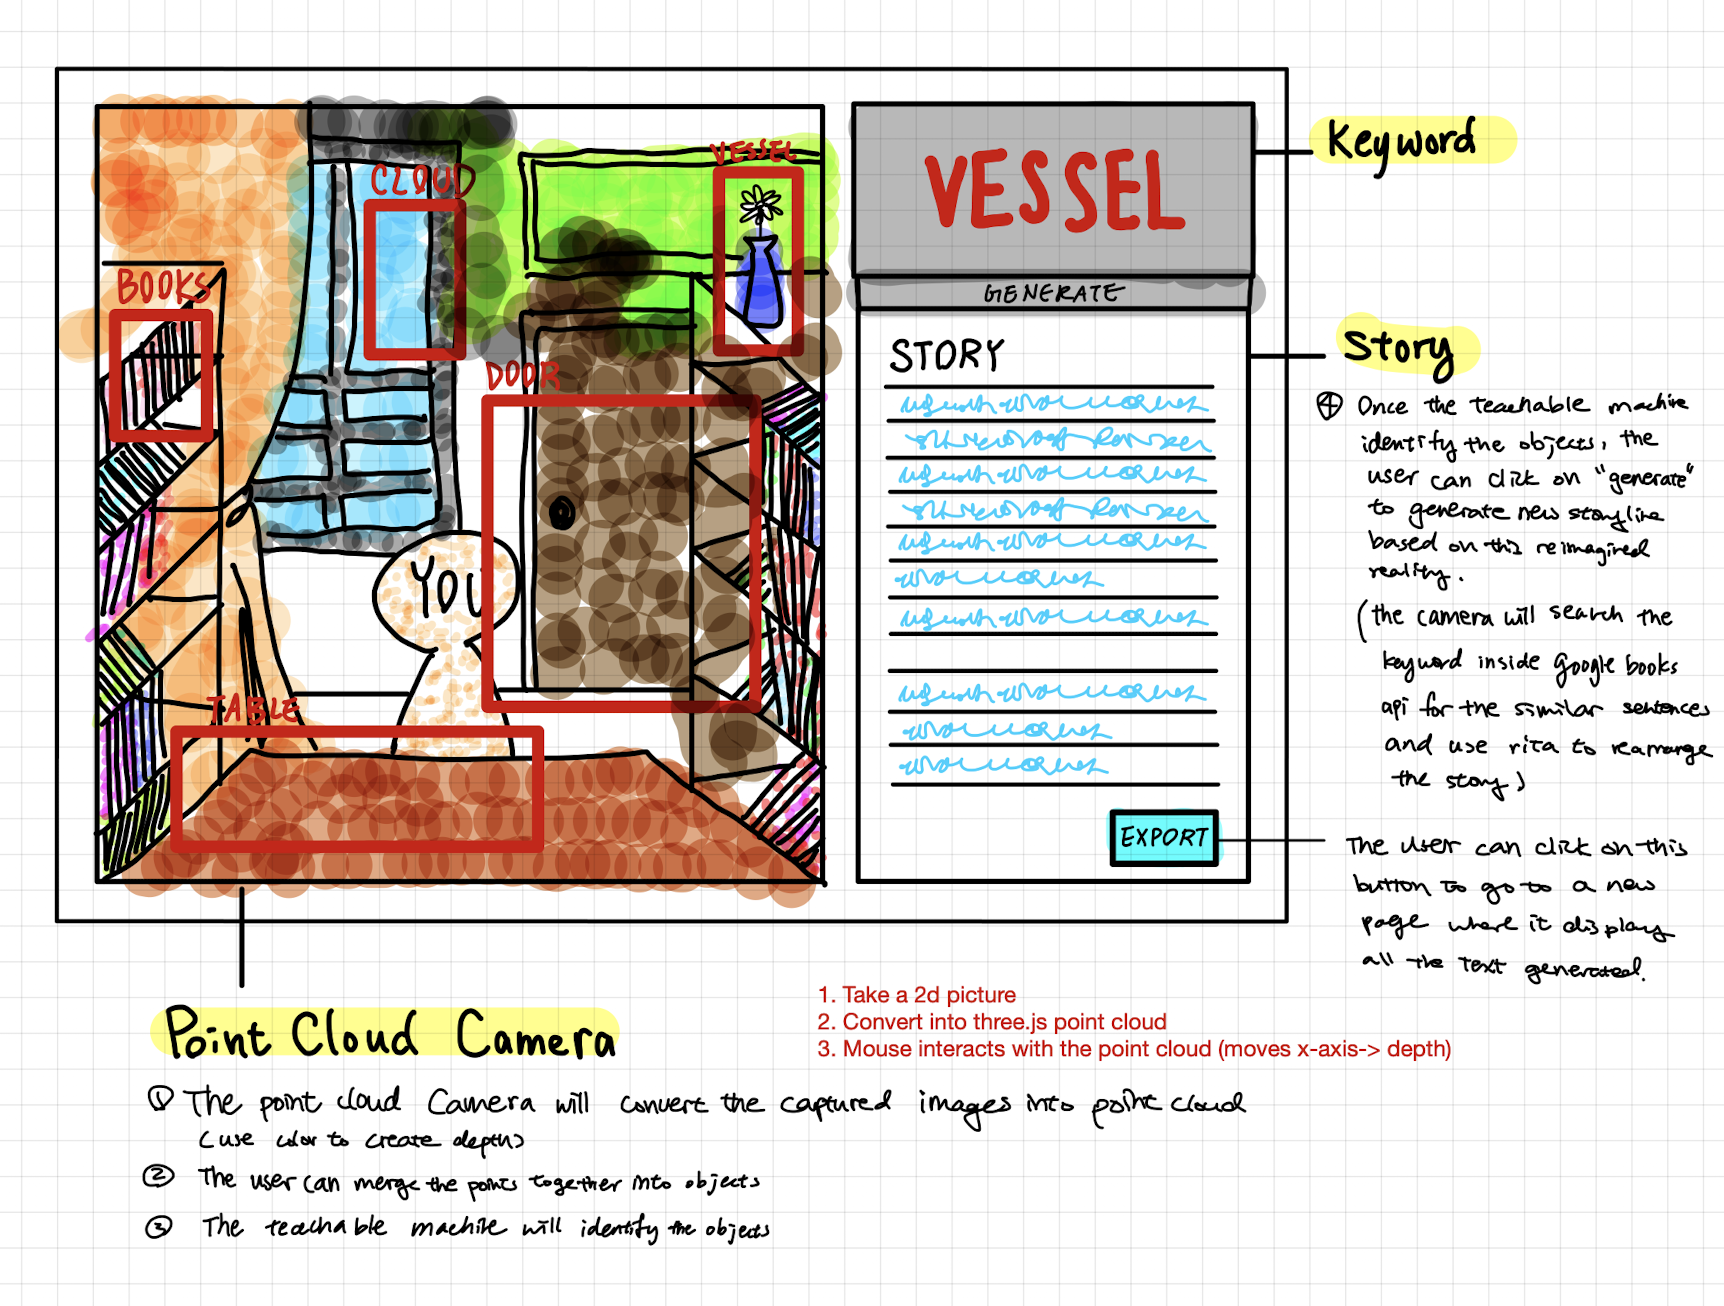 CLOUD
VESSEL
BOOKS
DOOR
YOU
TABLE
VESSEL
GENERATE
STORY
EXPORT
Keyword
Story
④ Once the teachable machine
identify the objects, the
user can click on "generate"
to generate new storyline
based on this reimagined
reality.
(the camera will search the
keyword inside google books
api for the similar sentences
and use rita to rearrange
the story)
The user can click on this
button to go to a new
page where it display
all the text generated.
Point Cloud Camera
1. Take a 2d picture
2. Convert into three.js point cloud
3. Mouse interacts with the point cloud (moves x-axis-> depth)
① The point cloud Camera will convert the captured images into point cloud
(use color to create depth)
② The user can merge the points together into objects
③ The teachable machine will identify the objects